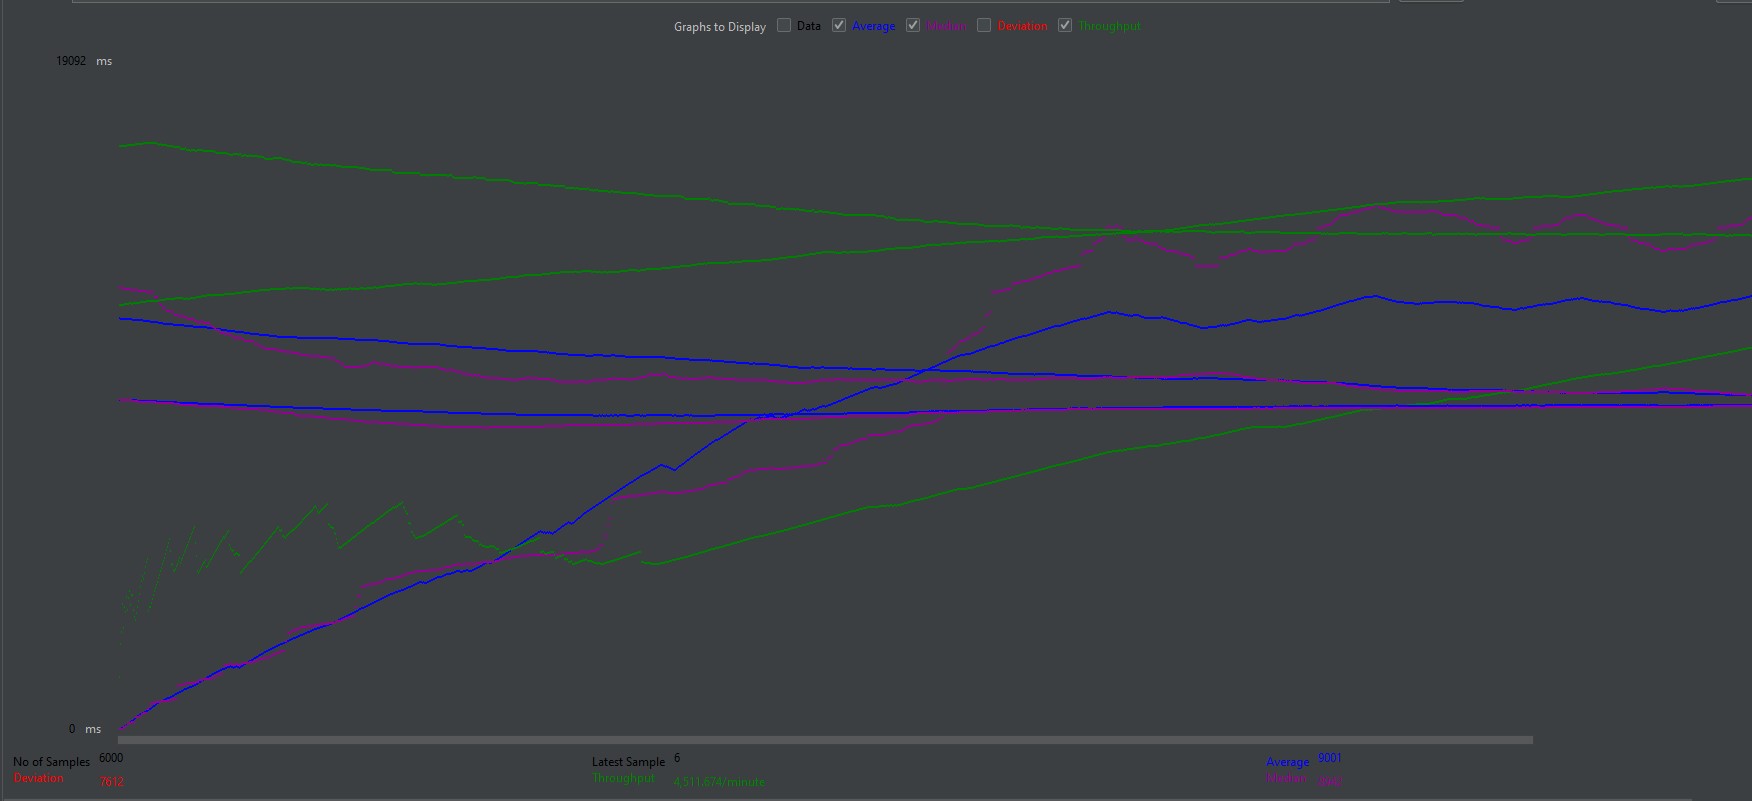 Graphs to Display Data Average Median Deviation Throughput
19092 ms
0 ms
No of Samples 6000 Latest Sample 6 Average 9001
Deviation 7612 Throughput 4,511.674/minute Median